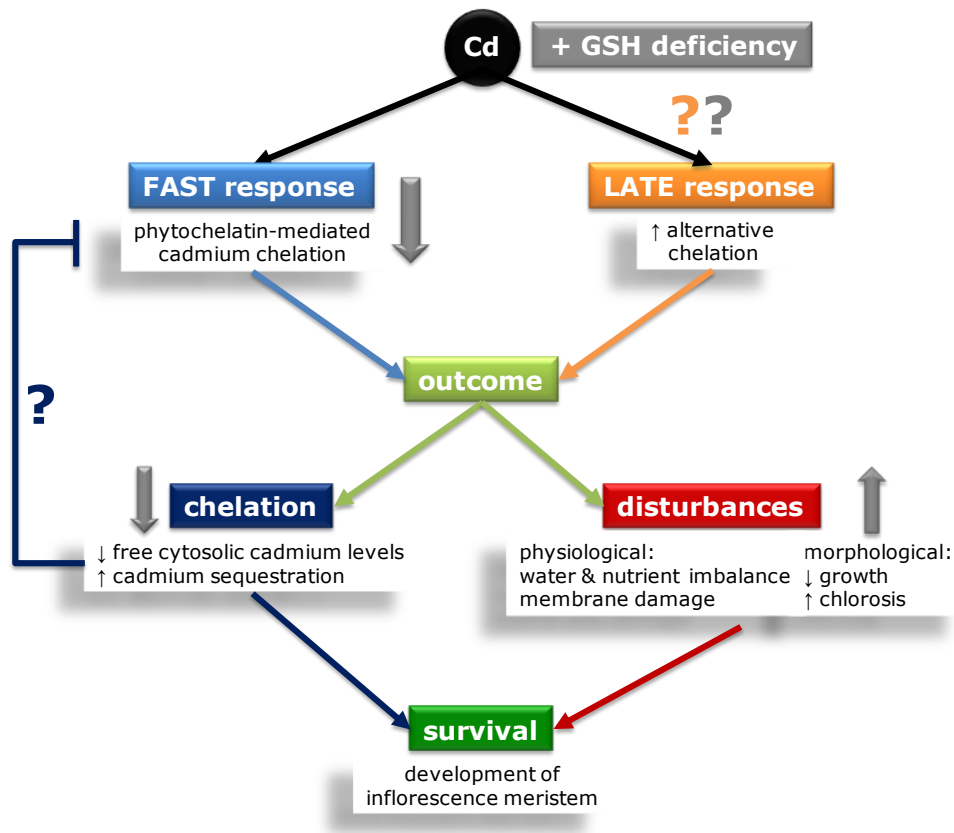 Cd
+ GSH deficiency
??
FAST response
LATE response
phytochelatin-mediated
cadmium chelation
↑ alternative
chelation
outcome
?
chelation
disturbances
↓ free cytosolic cadmium levels
↑ cadmium sequestration
physiological:
water & nutrient imbalance
membrane damage
morphological:
↓ growth
↑ chlorosis
survival
development of
inflorescence meristem